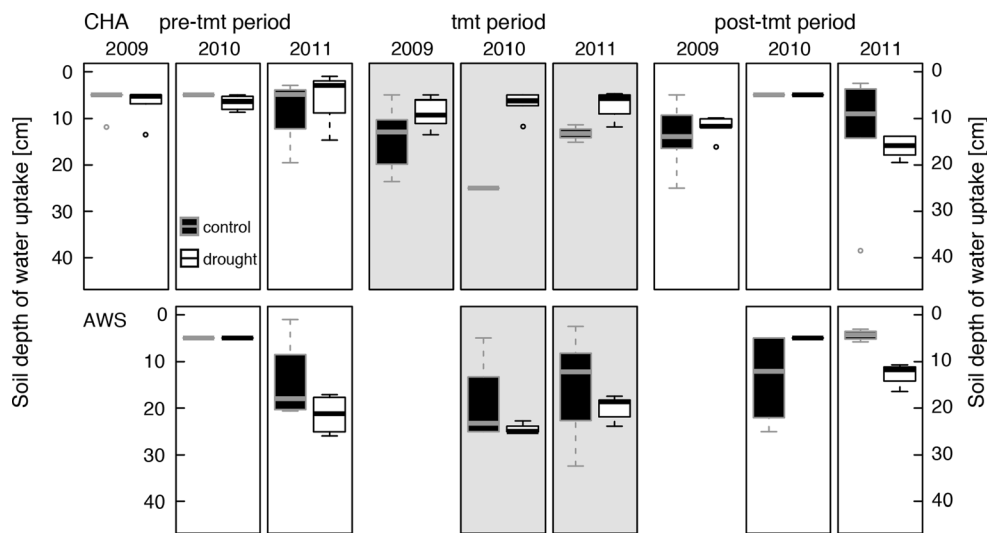 CHA pre-tmt period tmt period post-tmt period
2009 2010 2011 2009 2010 2011 2009 2010 2011
Soil depth of water uptake [cm]
0 0
10 10
20 20
30 30
40 40
control
drought
Soil depth of water uptake [cm]
AWS
0 0
10 10
20 20
30 30
40 40